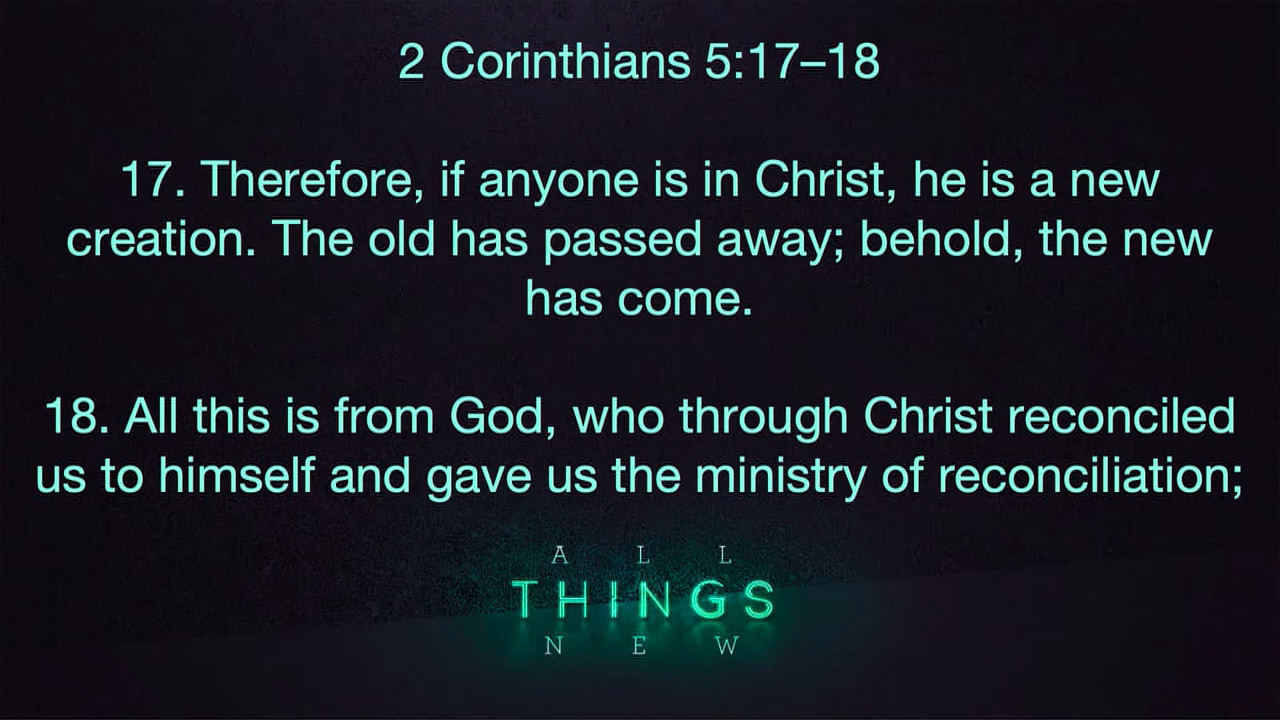 2 Corinthians 5:17–18
17. Therefore, if anyone is in Christ, he is a new
creation. The old has passed away; behold, the new
has come.
18. All this is from God, who through Christ reconciled
us to himself and gave us the ministry of reconciliation;
ALL
THINGS
NEW